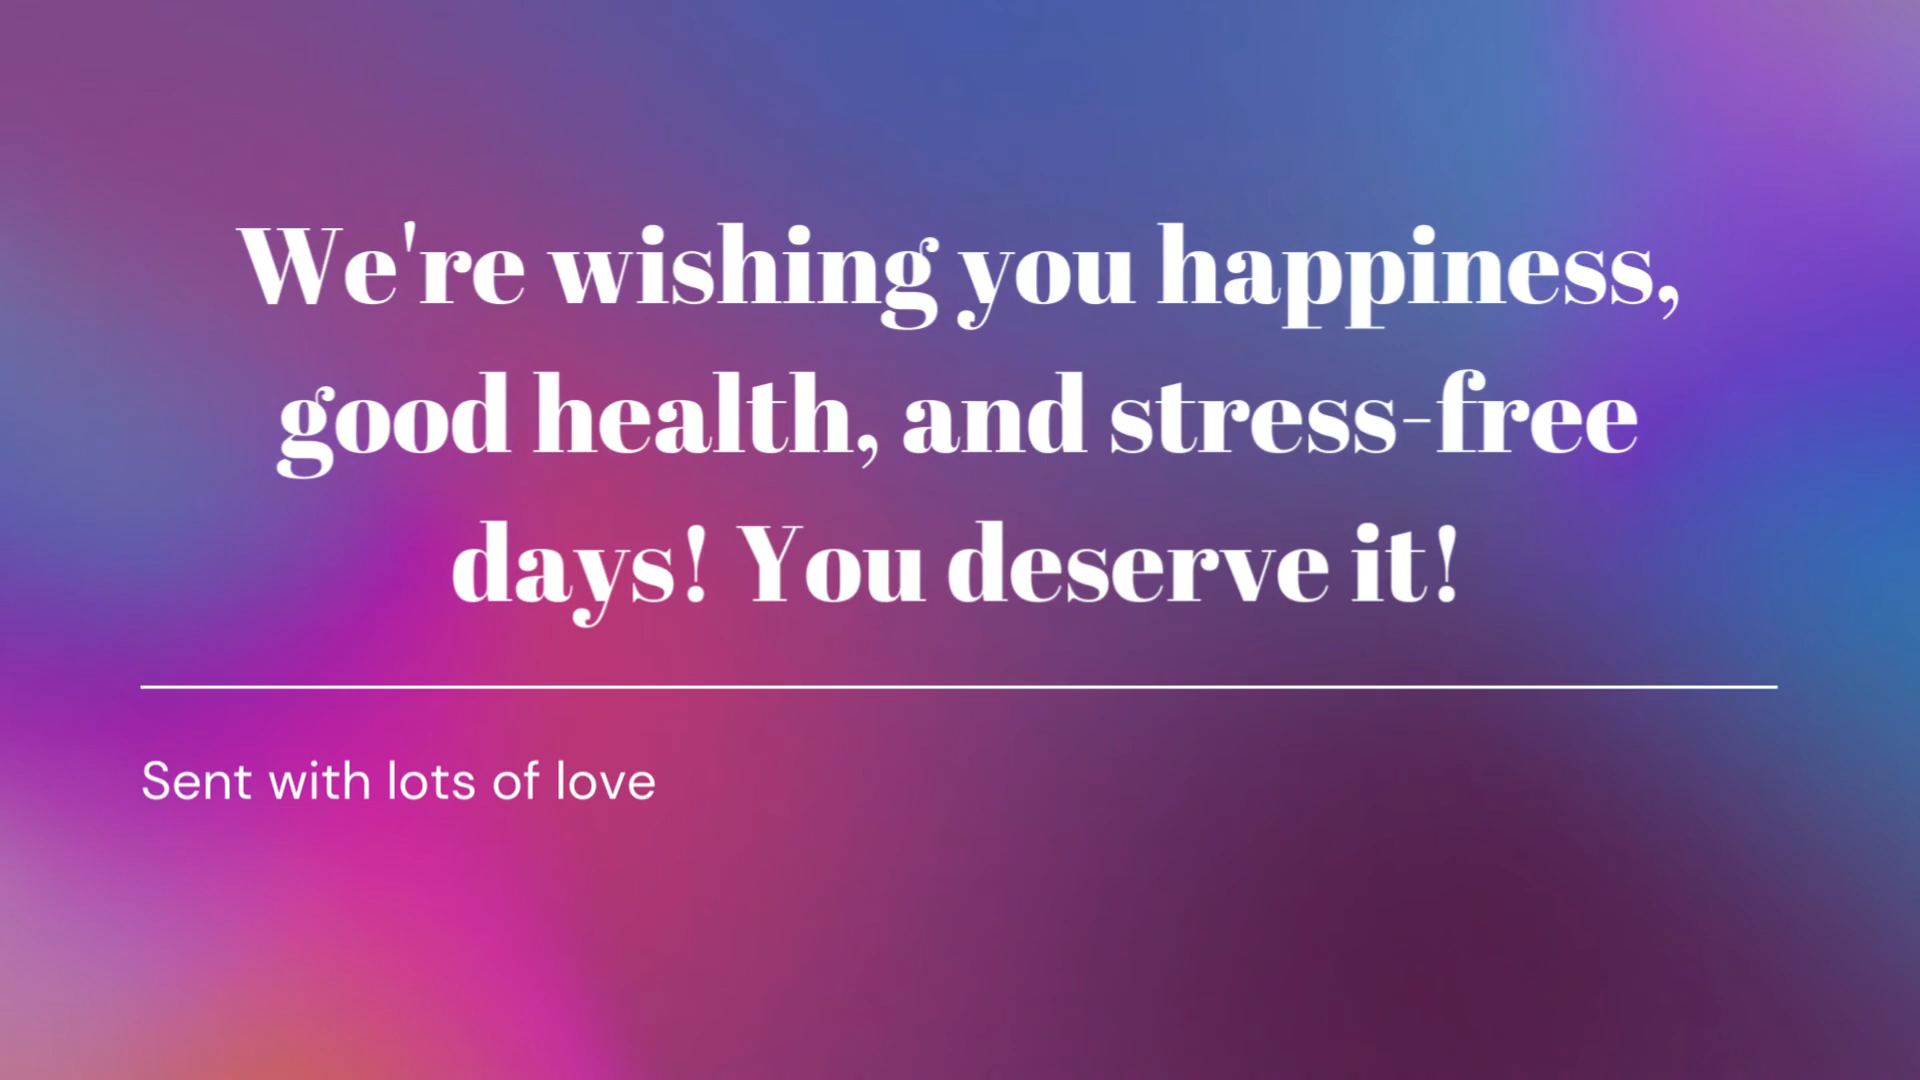 We're wishing you happiness,
good health, and stress-free
days! You deserve it!
Sent with lots of love